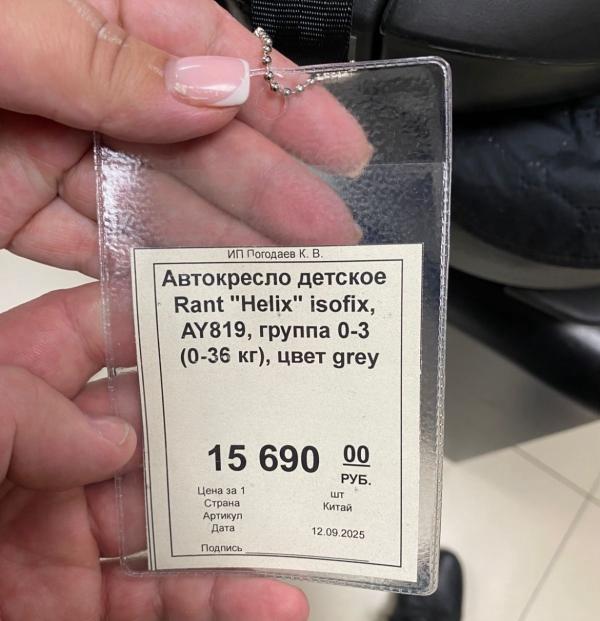 ИП Погодаев К. В.
Автокресло детское
Rant "Helix" isofix,
AY819, группа 0-3
(0-36 кг), цвет grey
15 690 00
РУБ.
Цена за 1 шт
Страна Китай
Артикул
Дата 12.09.2025
Подпись